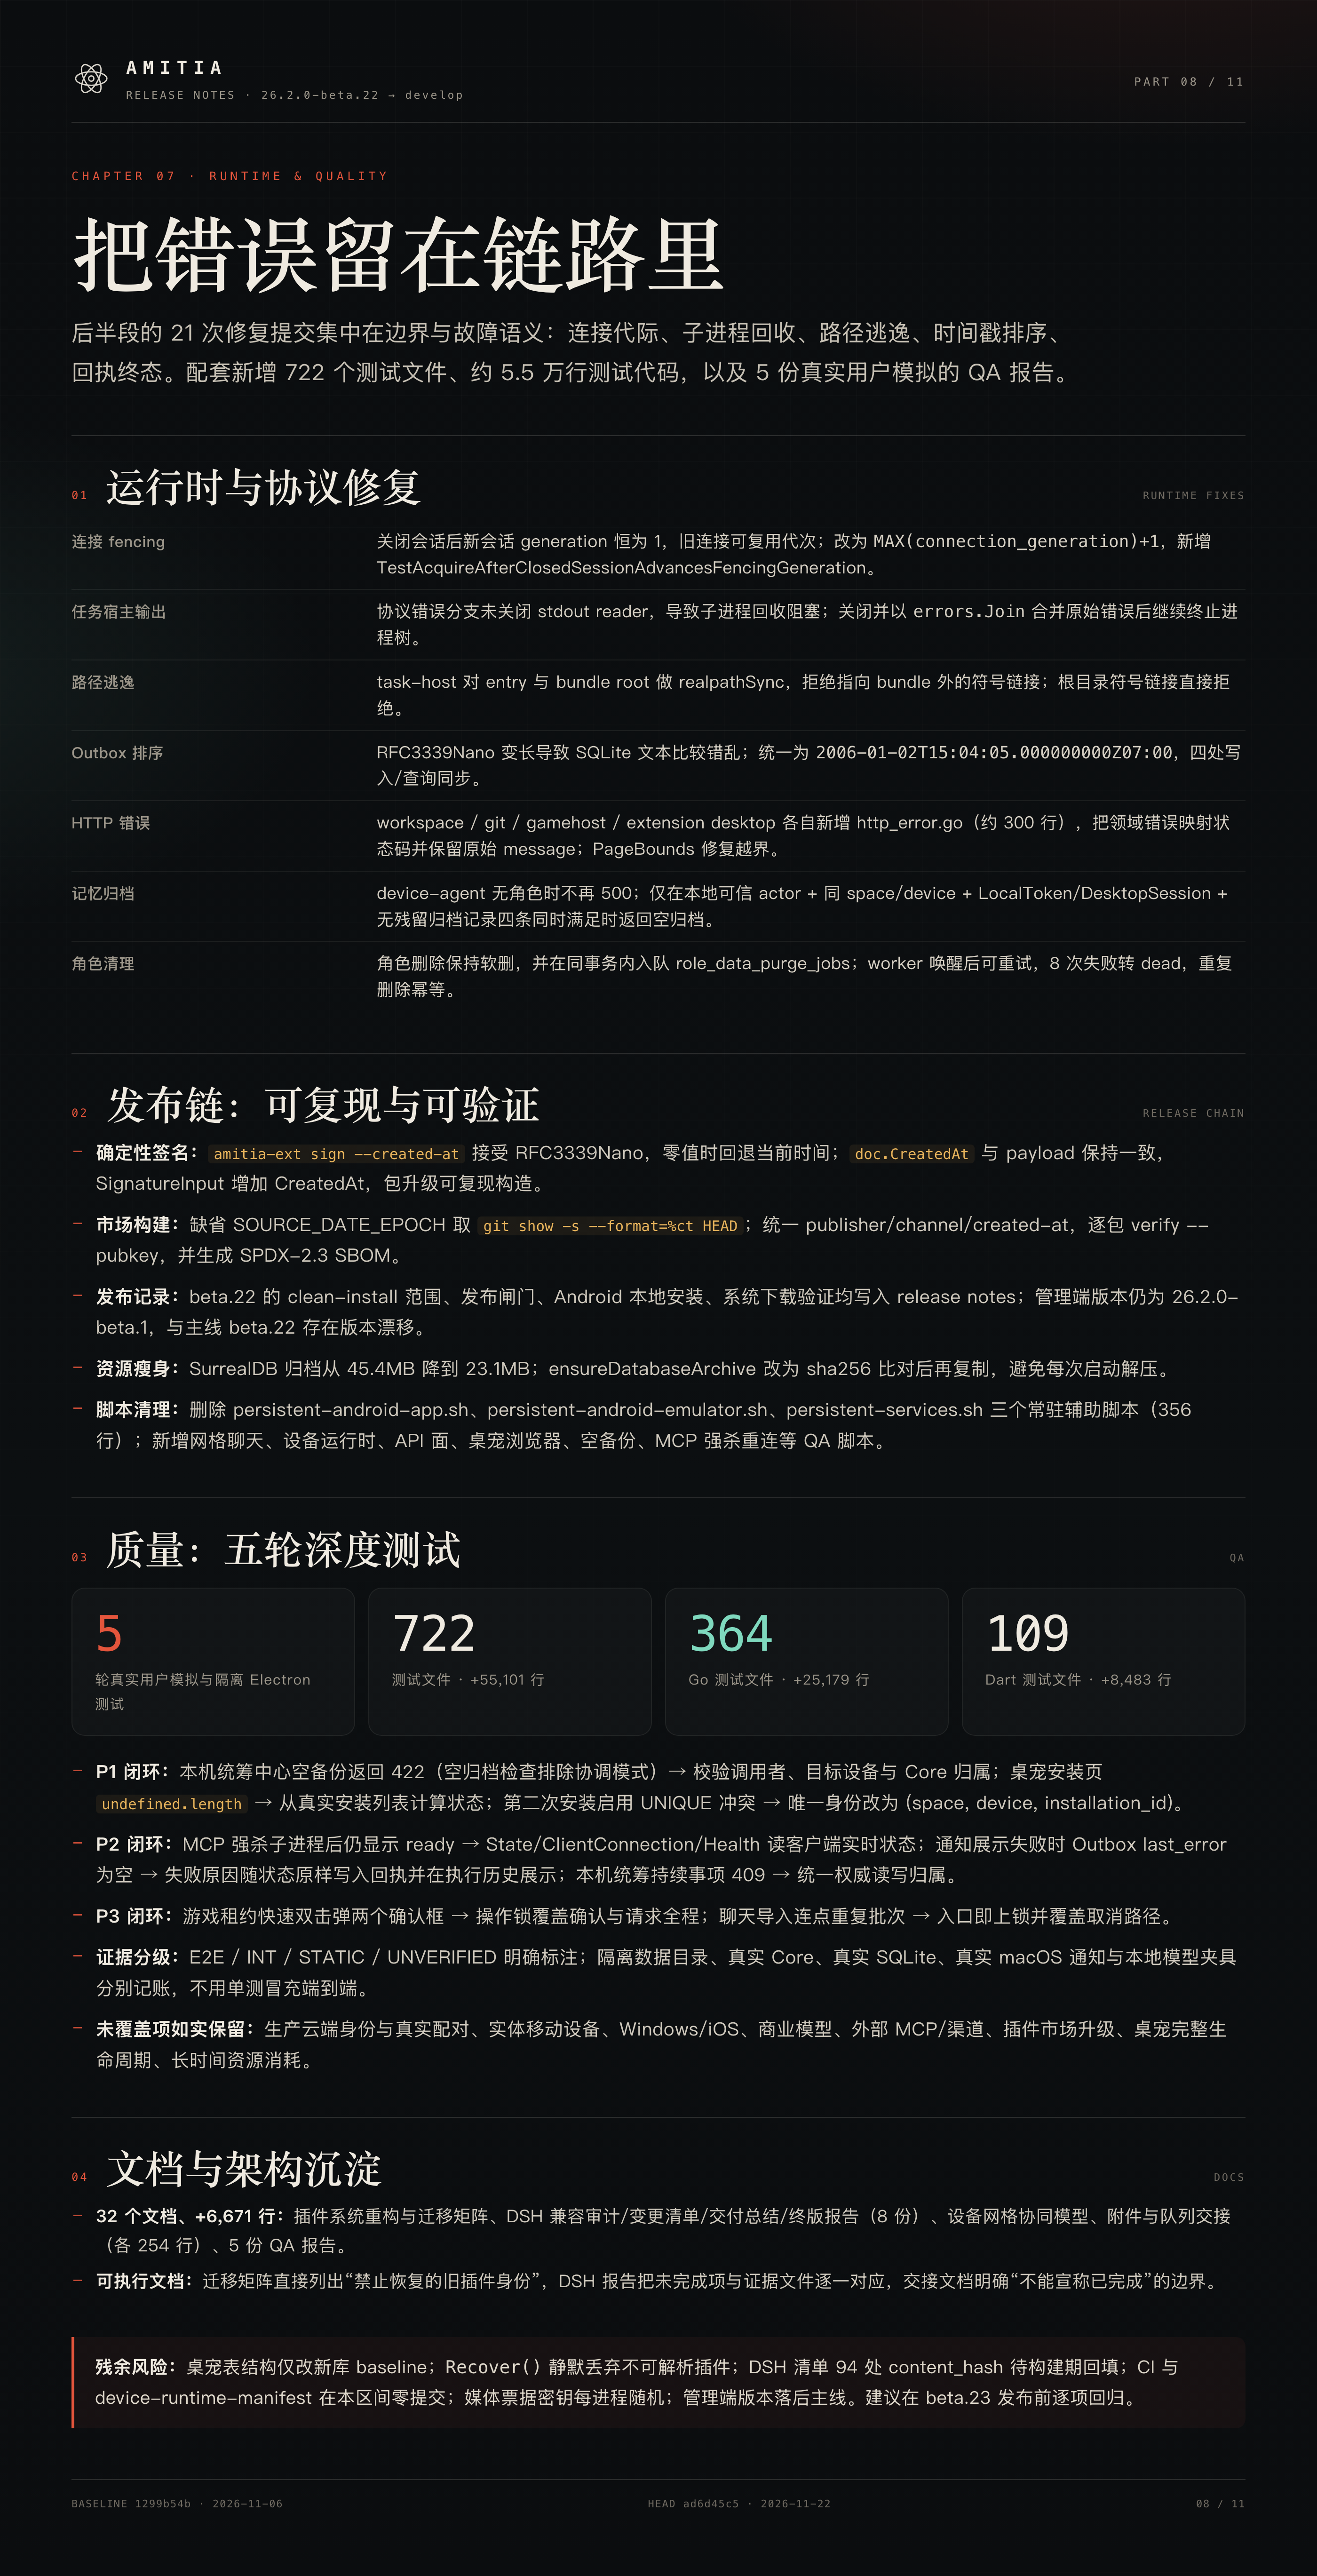 AMITIA
RELEASE NOTES · 26.2.0-beta.22 → develop
PART 08 / 11
CHAPTER 07 · RUNTIME & QUALITY
把错误留在链路里
后半段的 21 次修复提交集中在边界与故障语义：连接代际、子进程回收、路径逃逸、时间戳排序、
回执终态。配套新增 722 个测试文件、约 5.5 万行测试代码，以及 5 份真实用户模拟的 QA 报告。
01 运行时与协议修复
RUNTIME FIXES
连接 fencing
关闭会话后新会话 generation 恒为 1，旧连接可复用代次；改为 MAX(connection_generation)+1，新增
TestAcquireAfterClosedSessionAdvancesFencingGeneration。
任务宿主输出
协议错误分支未关闭 stdout reader，导致子进程回收阻塞；关闭并以 errors.Join 合并原始错误后继续终止进
程树。
路径逃逸
task-host 对 entry 与 bundle root 做 realpathSync，拒绝指向 bundle 外的符号链接；根目录符号链接直接拒
绝。
Outbox 排序
RFC3339Nano 变长导致 SQLite 文本比较错乱；统一为 2006-01-02T15:04:05.000000000Z07:00，四处写
入/查询同步。
HTTP 错误
workspace / git / gamehost / extension desktop 各自新增 http_error.go（约 300 行），把领域错误映射状
态码并保留原始 message；PageBounds 修复越界。
记忆归档
device-agent 无角色时不再 500；仅在本地可信 actor + 同 space/device + LocalToken/DesktopSession +
无残留归档记录四条同时满足时返回空归档。
角色清理
角色删除保持软删，并在同事务内入队 role_data_purge_jobs；worker 唤醒后可重试，8 次失败转 dead，重复
删除幂等。
02 发布链：可复现与可验证
RELEASE CHAIN
– 确定性签名：amitia-ext sign --created-at 接受 RFC3339Nano，零值时回退当前时间；doc.CreatedAt 与 payload 保持一致，
SignatureInput 增加 CreatedAt，包升级可复现构造。
– 市场构建：缺省 SOURCE_DATE_EPOCH 取 git show -s --format=%ct HEAD；统一 publisher/channel/created-at，逐包 verify --
pubkey，并生成 SPDX-2.3 SBOM。
– 发布记录：beta.22 的 clean-install 范围、发布闸门、Android 本地安装、系统下载验证均写入 release notes；管理端版本仍为 26.2.0-
beta.1，与主线 beta.22 存在版本漂移。
– 资源瘦身：SurrealDB 归档从 45.4MB 降到 23.1MB；ensureDatabaseArchive 改为 sha256 比对后再复制，避免每次启动解压。
– 脚本清理：删除 persistent-android-app.sh、persistent-android-emulator.sh、persistent-services.sh 三个常驻辅助脚本（356
行）；新增网格聊天、设备运行时、API 面、桌宠浏览器、空备份、MCP 强杀重连等 QA 脚本。
03 质量：五轮深度测试
QA
5
轮真实用户模拟与隔离 Electron
测试
722
测试文件 · +55,101 行
364
Go 测试文件 · +25,179 行
109
Dart 测试文件 · +8,483 行
– P1 闭环：本机统筹中心空备份返回 422（空归档检查排除协调模式）→ 校验调用者、目标设备与 Core 归属；桌宠安装页
undefined.length → 从真实安装列表计算状态；第二次安装启用 UNIQUE 冲突 → 唯一身份改为 (space, device, installation_id)。
– P2 闭环：MCP 强杀子进程后仍显示 ready → State/ClientConnection/Health 读客户端实时状态；通知展示失败时 Outbox last_error
为空 → 失败原因随状态原样写入回执并在执行历史展示；本机统筹持续事项 409 → 统一权威读写归属。
– P3 闭环：游戏租约快速双击弹两个确认框 → 操作锁覆盖确认与请求全程；聊天导入连点重复批次 → 入口即上锁并覆盖取消路径。
– 证据分级：E2E / INT / STATIC / UNVERIFIED 明确标注；隔离数据目录、真实 Core、真实 SQLite、真实 macOS 通知与本地模型夹具
分别记账，不用单测冒充端到端。
– 未覆盖项如实保留：生产云端身份与真实配对、实体移动设备、Windows/iOS、商业模型、外部 MCP/渠道、插件市场升级、桌宠完整生
命周期、长时间资源消耗。
04 文档与架构沉淀
DOCS
– 32 个文档、+6,671 行：插件系统重构与迁移矩阵、DSH 兼容审计/变更清单/交付总结/终版报告（8 份）、设备网格协同模型、附件与队列交接
（各 254 行）、5 份 QA 报告。
– 可执行文档：迁移矩阵直接列出“禁止恢复的旧插件身份”，DSH 报告把未完成项与证据文件逐一对应，交接文档明确“不能宣称已完成”的边界。
残余风险：桌宠表结构仅改新库 baseline；Recover() 静默丢弃不可解析插件；DSH 清单 94 处 content_hash 待构建期回填；CI 与
device-runtime-manifest 在本区间零提交；媒体票据密钥每进程随机；管理端版本落后主线。建议在 beta.23 发布前逐项回归。
BASELINE 1299b54b · 2026-11-06
HEAD ad6d45c5 · 2026-11-22
08 / 11